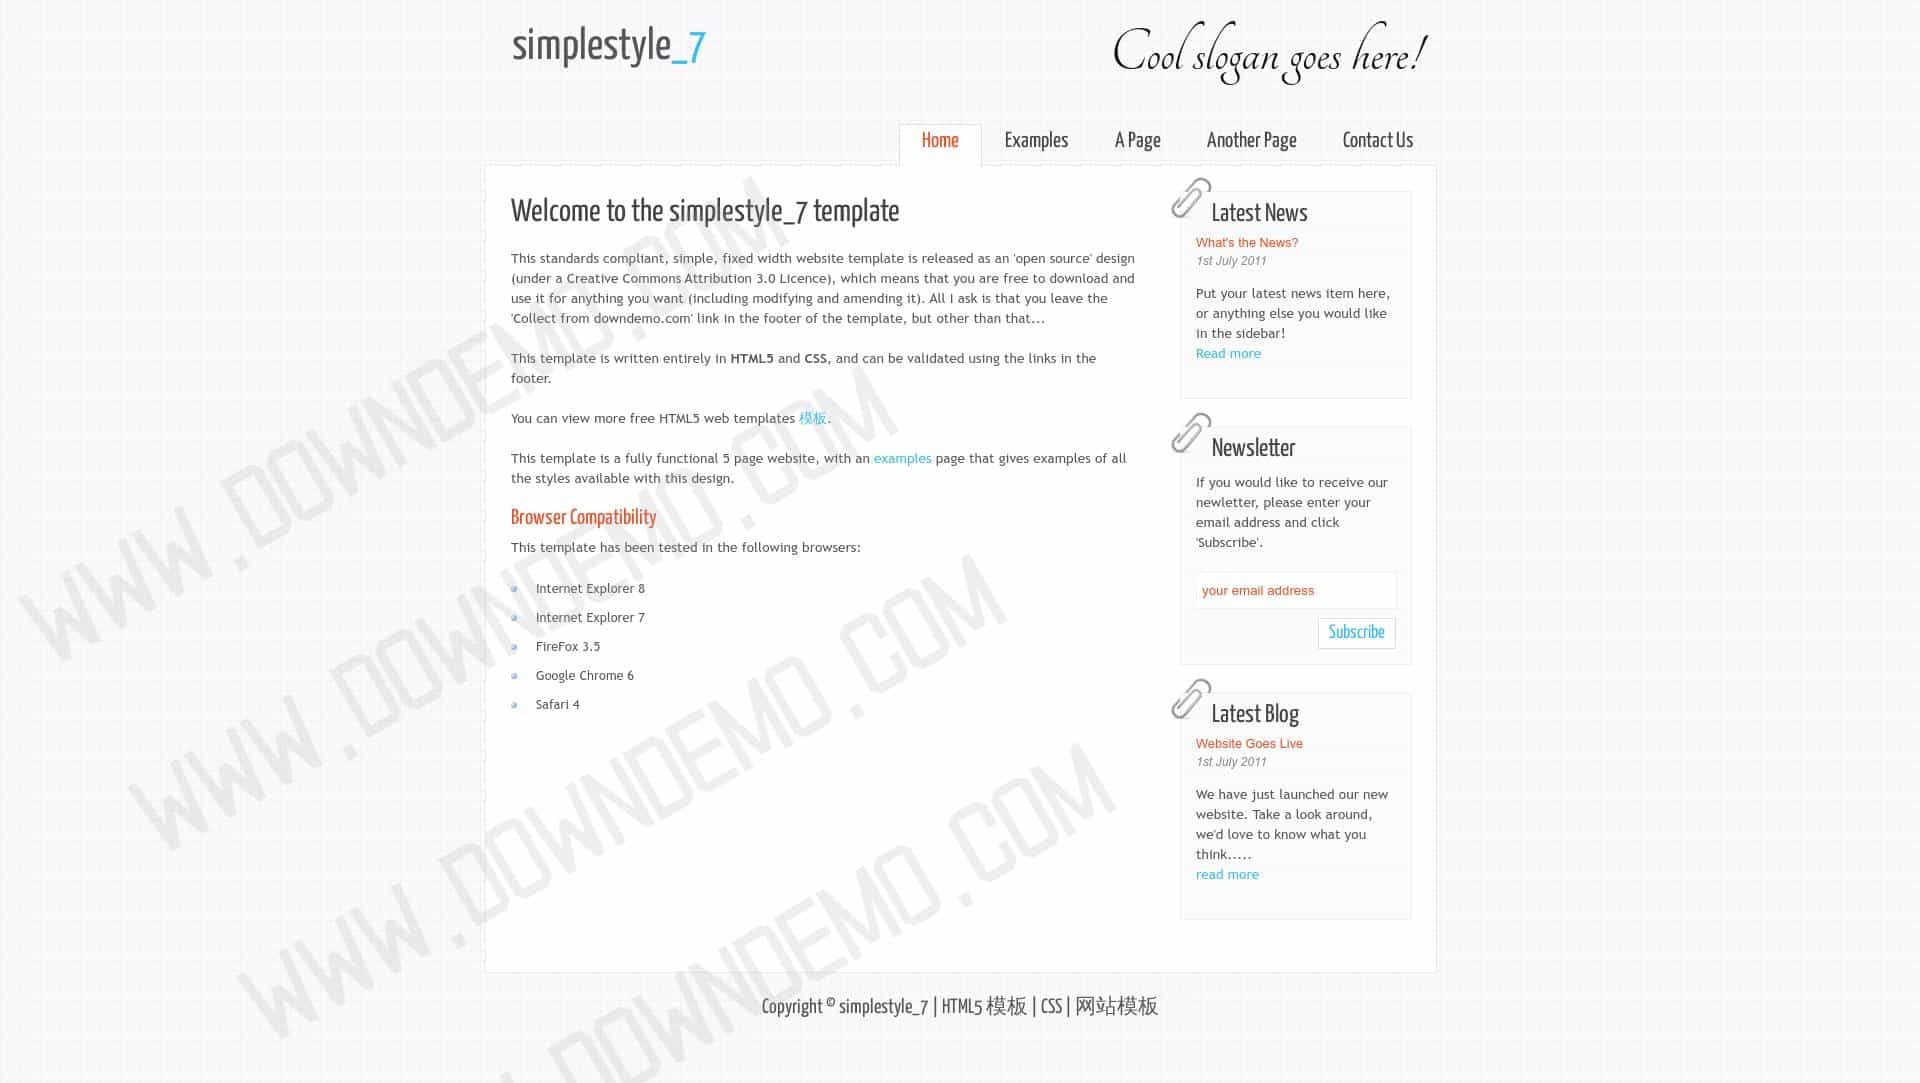 simplestyle_7
Cool slogan goes here!
Home
Examples
A Page
Another Page
Contact Us
Welcome to the simplestyle_7 template
This standards compliant, simple, fixed width website template is released as an 'open source' design
(under a Creative Commons Attribution 3.0 Licence), which means that you are free to download and
use it for anything you want (including modifying and amending it). All I ask is that you leave the
'Collect from downdemo.com' link in the footer of the template, but other than that...
This template is written entirely in HTML5 and CSS, and can be validated using the links in the
footer.
You can view more free HTML5 web templates 模板.
This template is a fully functional 5 page website, with an examples page that gives examples of all
the styles available with this design.
Browser Compatibility
This template has been tested in the following browsers:
Internet Explorer 8
Internet Explorer 7
FireFox 3.5
Google Chrome 6
Safari 4
Latest News
What's the News?
1st July 2011
Put your latest news item here,
or anything else you would like
in the sidebar!
Read more
Newsletter
If you would like to receive our
newletter, please enter your
email address and click
'Subscribe'.
your email address
Subscribe
Latest Blog
Website Goes Live
1st July 2011
We have just launched our new
website. Take a look around,
we'd love to know what you
think.....
read more
Copyright © simplestyle_7 | HTML5 模板 | CSS | 网站模板
WWW.DOWNDEMO.COM
WWW.DOWNDEMO.COM
WWW.DOWNDEMO.COM
DOWNDEMO.COM